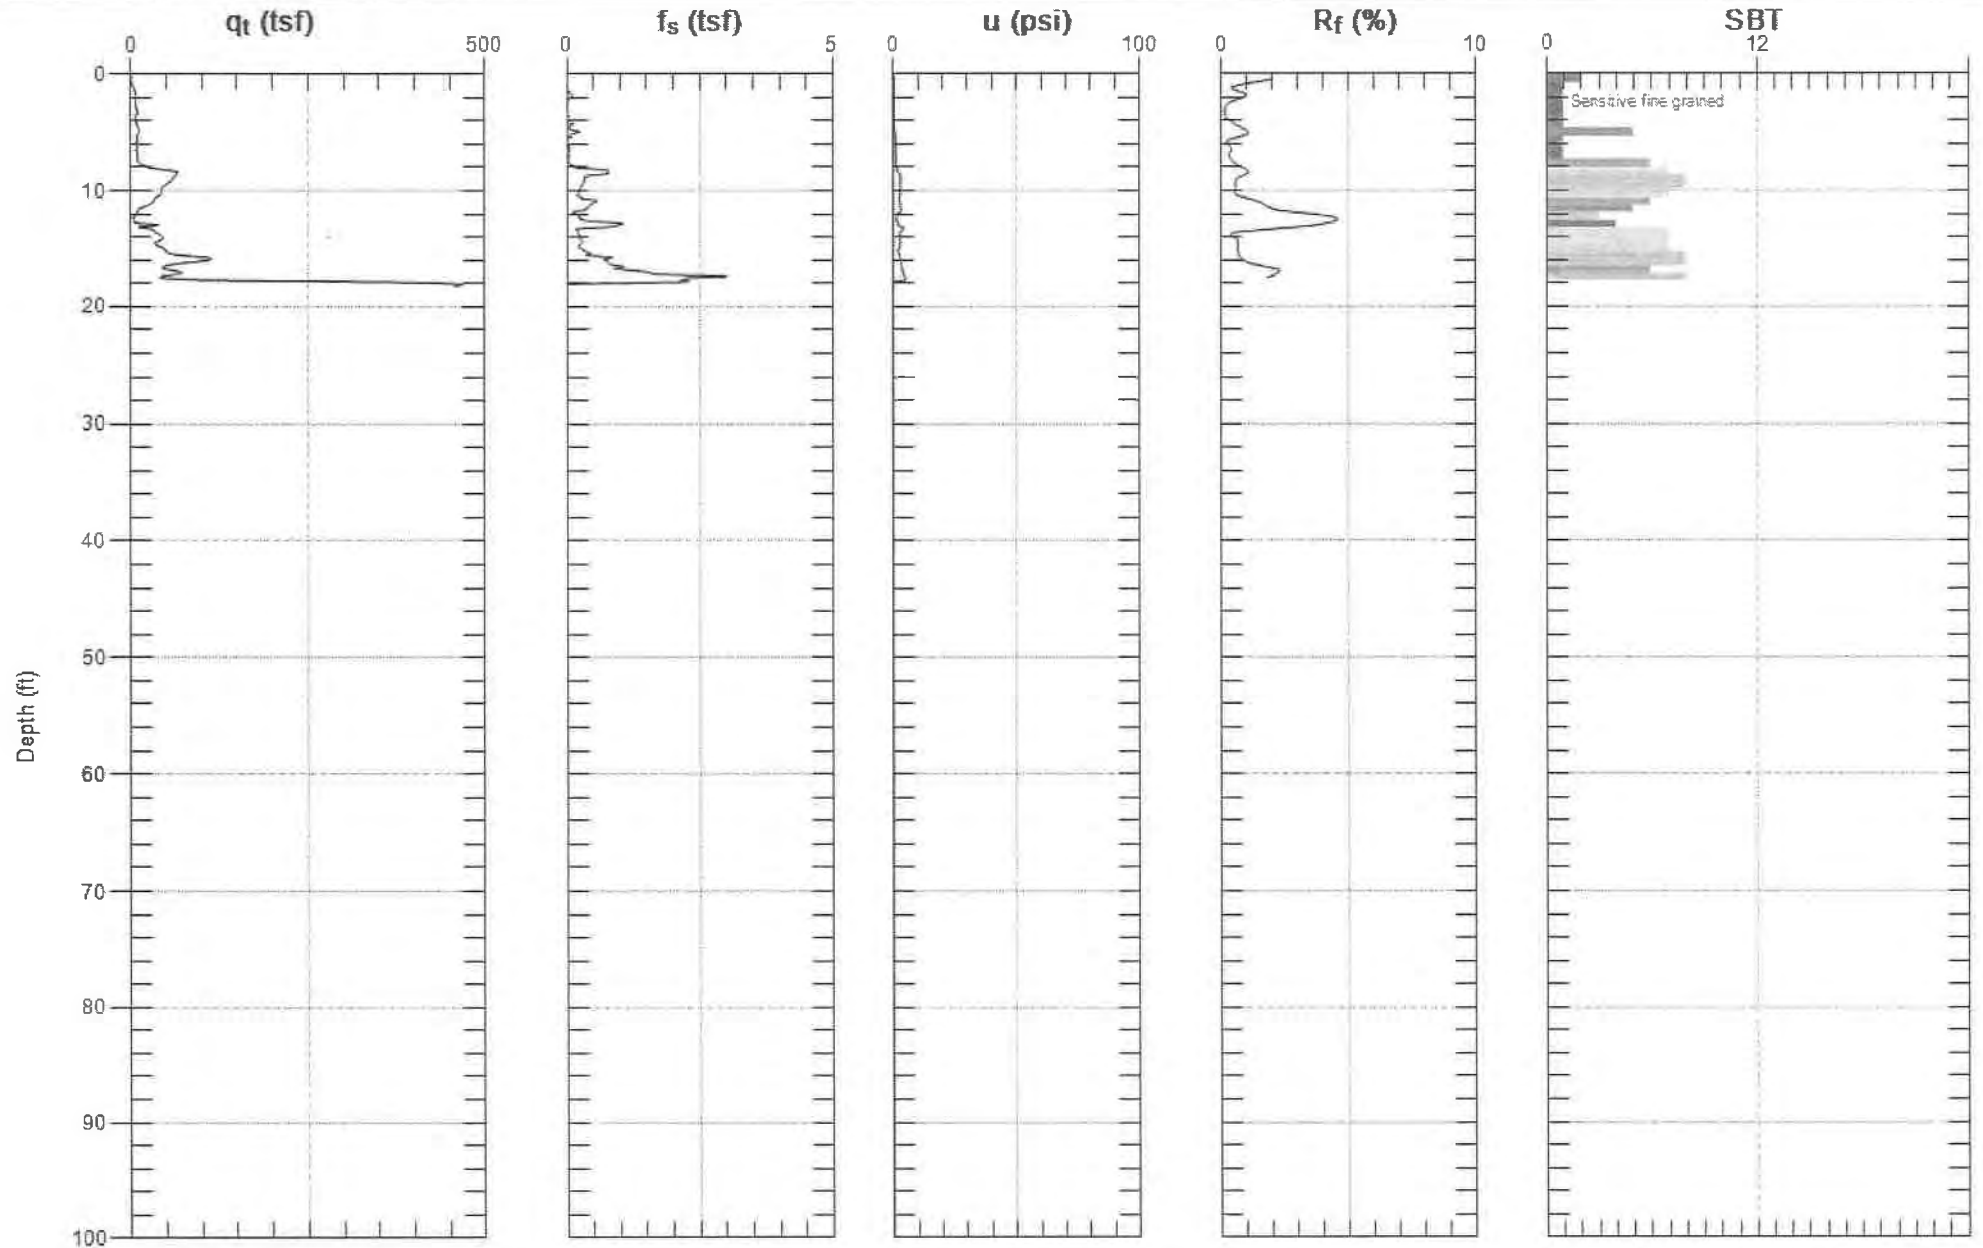 qt (tsf) fs (tsf) u (psi) Rf (%) SBT
0 500 0 5 0 100 0 10 0 12
0
Sensitive fine grained
10
20
30
40
50
Depth (ft)
60
70
80
90
100